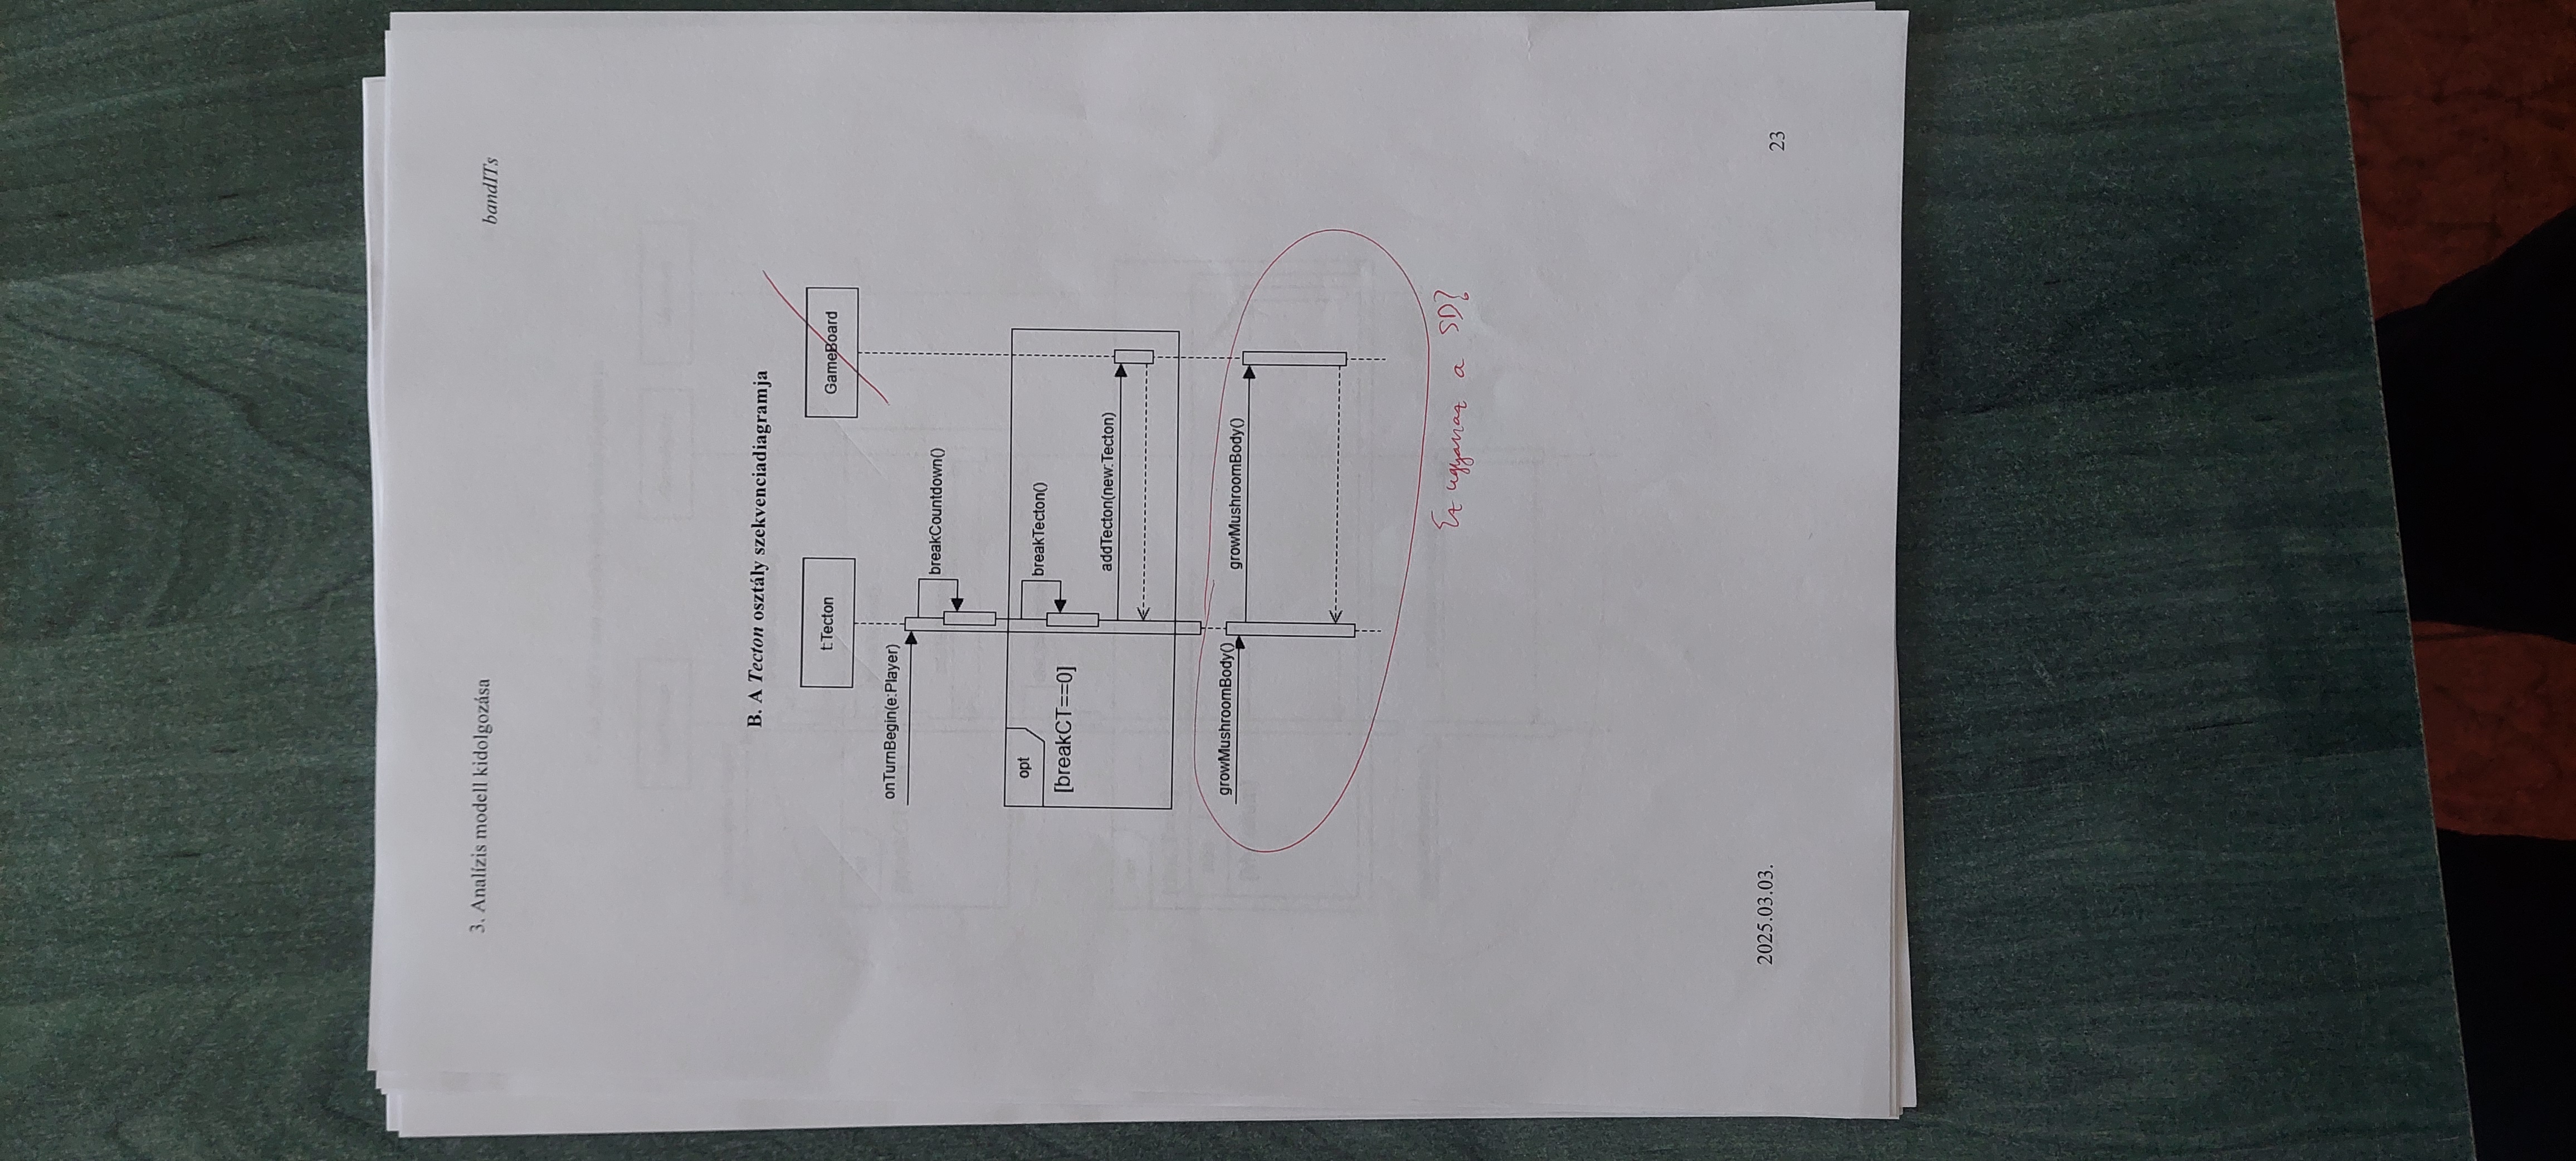 3. Analízis modell kidolgozása
bandITs
B. A Tecton osztály szekvenciadiagramja
t:Tecton
GameBoard
onTurnBegin(e:Player)
breakCountdown()
opt
breakTecton()
[breakCT==0]
addTecton(new:Tecton)
growMushroomBody()
growMushroomBody()
Ez ugyanaz a SD?
2025.03.03.
23